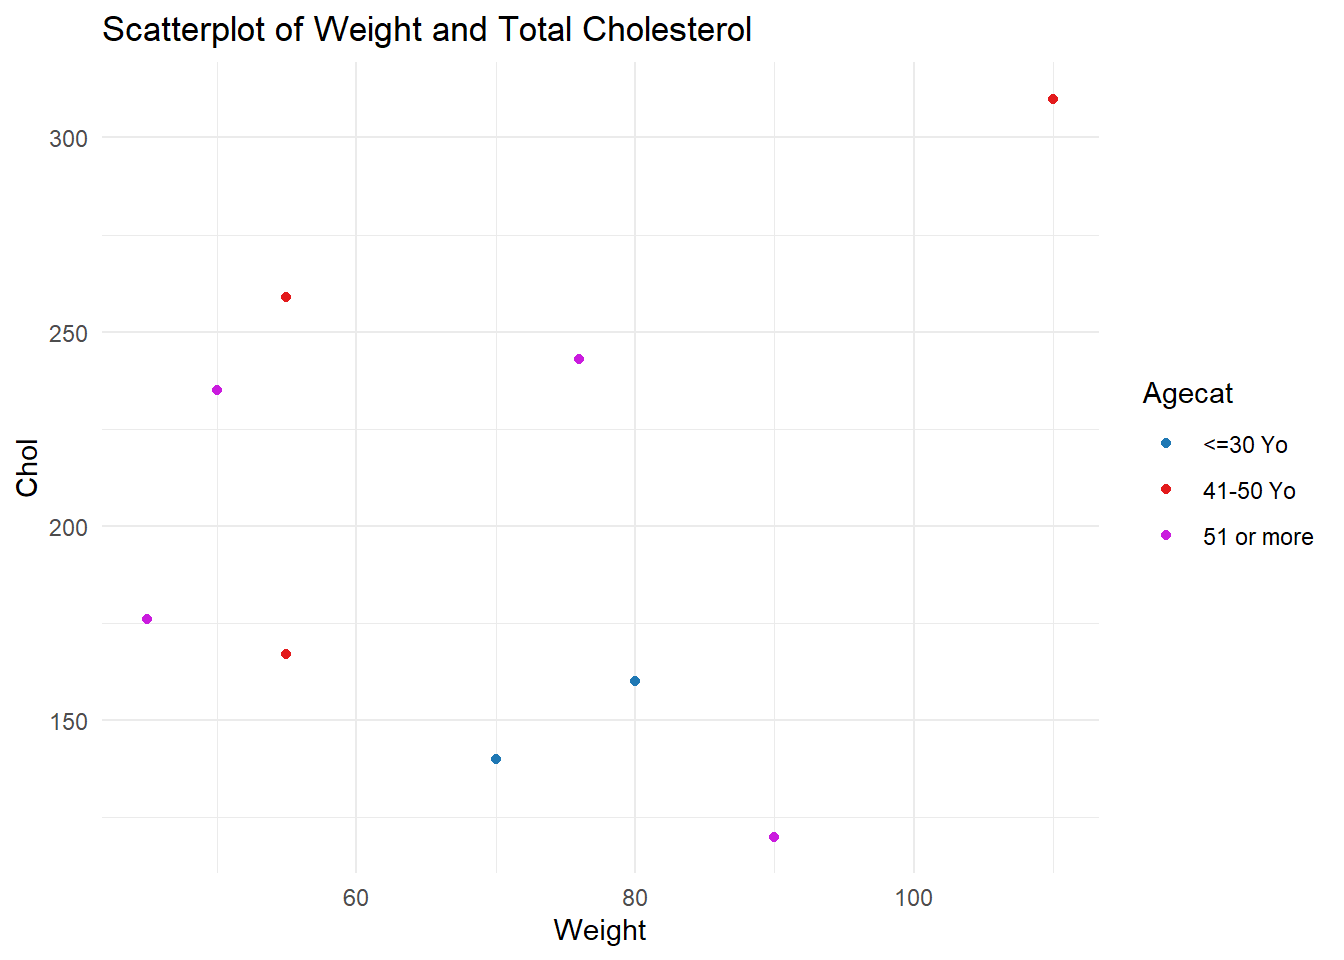 Scatterplot of Weight and Total Cholesterol
300
250
200
150
Chol
60
80
100
Weight
Agecat
<=30 Yo
41-50 Yo
51 or more